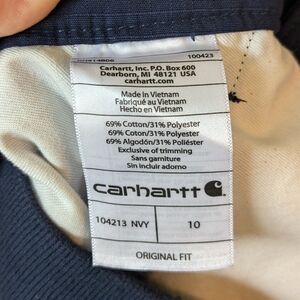 100423
Carhartt, Inc. P.O. Box 600
Dearborn, MI 48121 USA
carhartt.com
Made in Vietnam
Fabriqué au Vietnam
Hecho en Vietnam
69% Cotton/31% Polyester
69% Coton/31% Polyester
69% Algodón/31% Poliéster
Exclusive of trimming
Sans garniture
Sin incluir adorno
carhartt
104213 NVY 10
ORIGINAL FIT